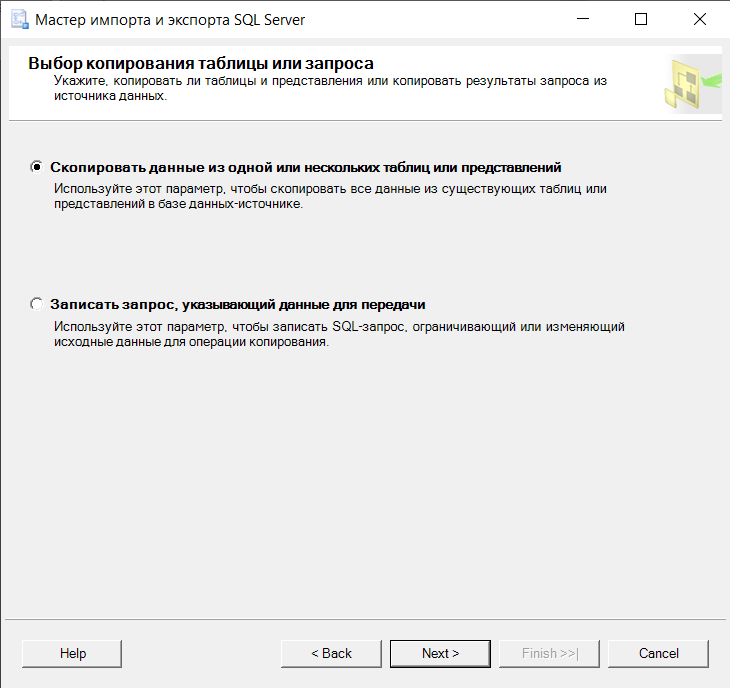 Мастер импорта и экспорта SQL Server
Выбор копирования таблицы или запроса
Укажите, копировать ли таблицы и представления или копировать результаты запроса из
источника данных.
Скопировать данные из одной или нескольких таблиц или представлений
Используйте этот параметр, чтобы скопировать все данные из существующих таблиц или
представлений в базе данных-источнике.
Записать запрос, указывающий данные для передачи
Используйте этот параметр, чтобы записать SQL-запрос, ограничивающий или изменяющий
исходные данные для операции копирования.
Help
< Back
Next >
Finish >>|
Cancel